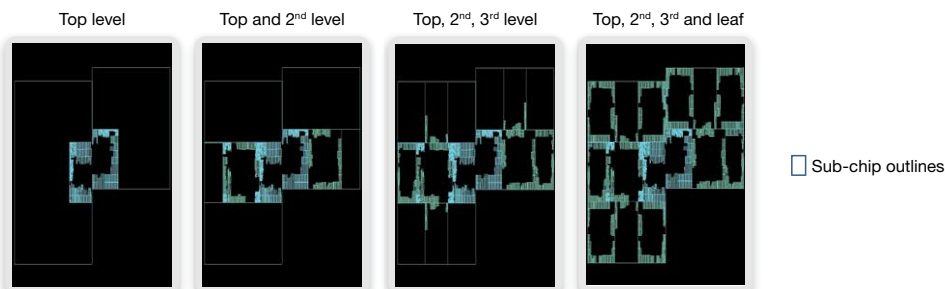 Top level
Top and 2nd level
Top, 2nd, 3rd level
Top, 2nd, 3rd and leaf
Sub-chip outlines